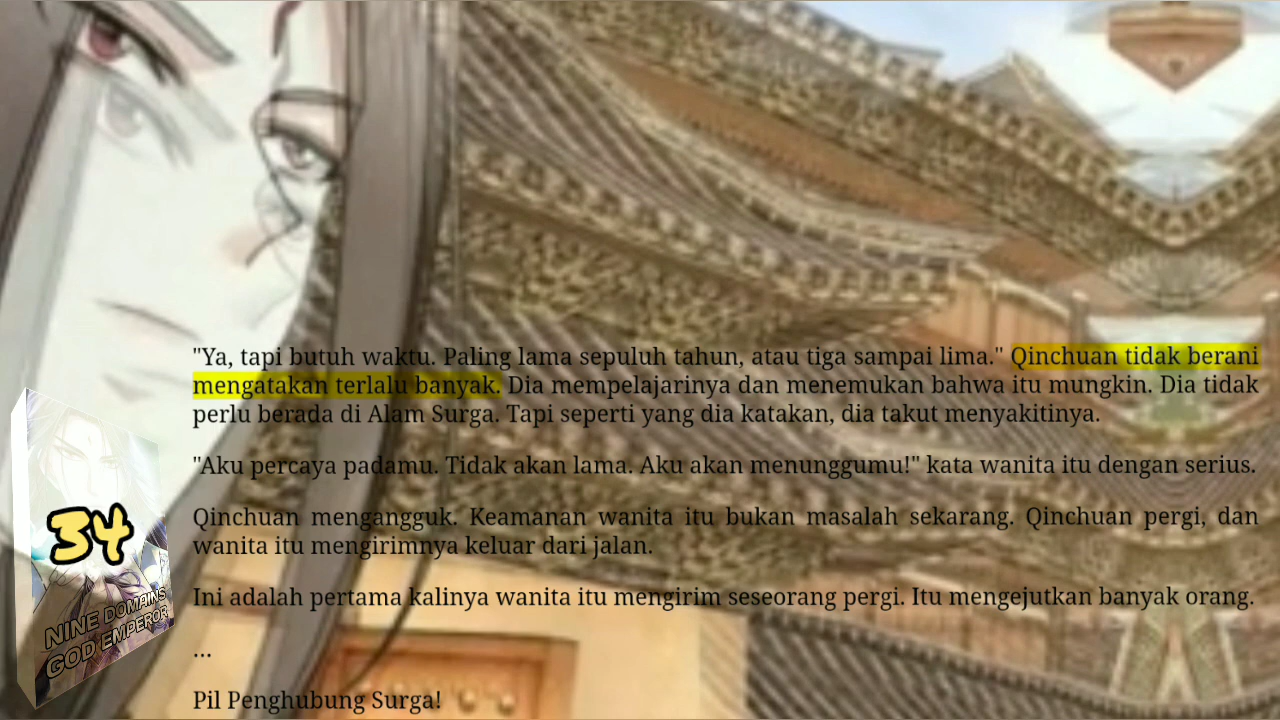 "Ya, tapi butuh waktu. Paling lama sepuluh tahun, atau tiga sampai lima." Qinchuan tidak berani
mengatakan terlalu banyak. Dia mempelajarinya dan menemukan bahwa itu mungkin. Dia tidak
perlu berada di Alam Surga. Tapi seperti yang dia katakan, dia takut menyakitinya.
"Aku percaya padamu. Tidak akan lama. Aku akan menunggumu!" kata wanita itu dengan serius.
Qinchuan mengangguk. Keamanan wanita itu bukan masalah sekarang. Qinchuan pergi, dan
wanita itu mengirimnya keluar dari jalan.
Ini adalah pertama kalinya wanita itu mengirim seseorang pergi. Itu mengejutkan banyak orang.
...
Pil Penghubung Surga!
34
NINE DOMAINS
GOD EMPEROR